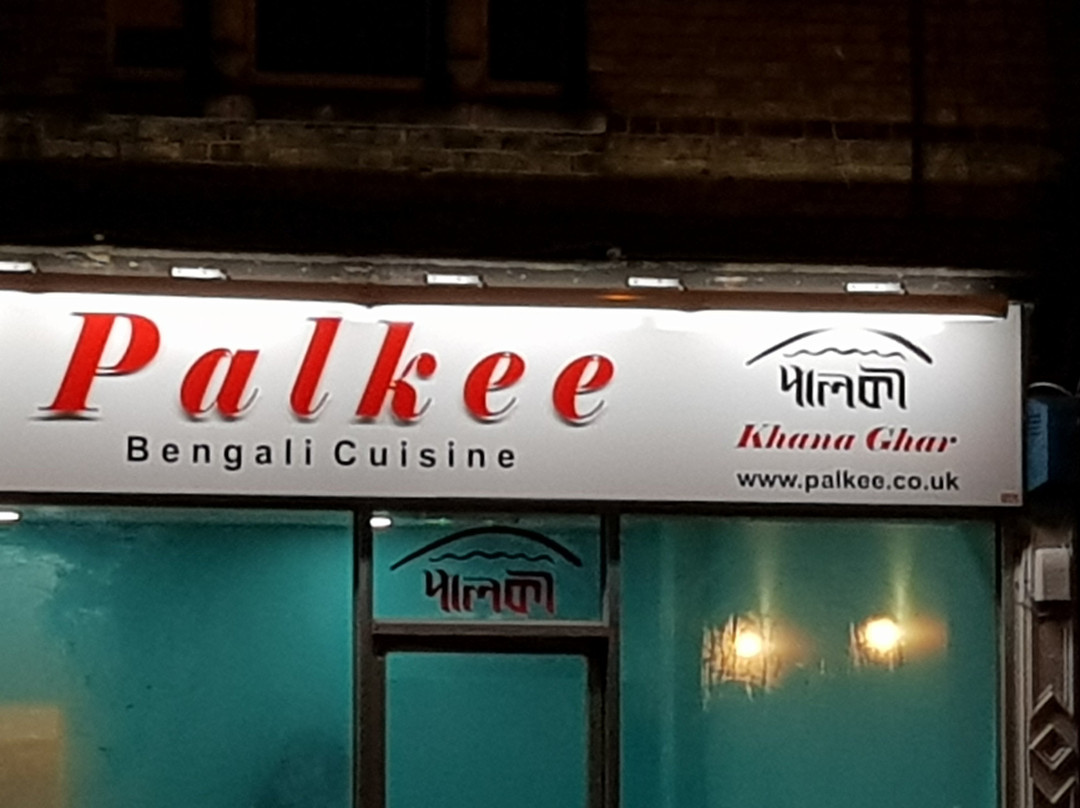 Palkee
Bengali Cuisine
পালকী
Khana Ghar
www.palkee.co.uk
পালকী